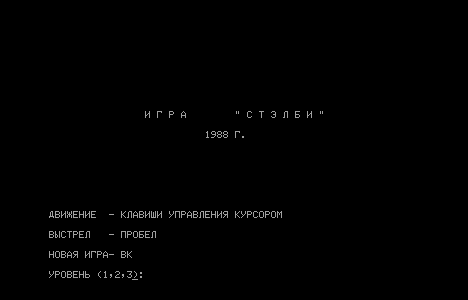 И Г Р А " С Т Э Л Б И "
1988 Г.
ДВИЖЕНИЕ - КЛАВИШИ УПРАВЛЕНИЯ КУРСОРОМ
ВЫСТРЕЛ - ПРОБЕЛ
НОВАЯ ИГРА- ВК
УРОВЕНЬ (1,2,3):